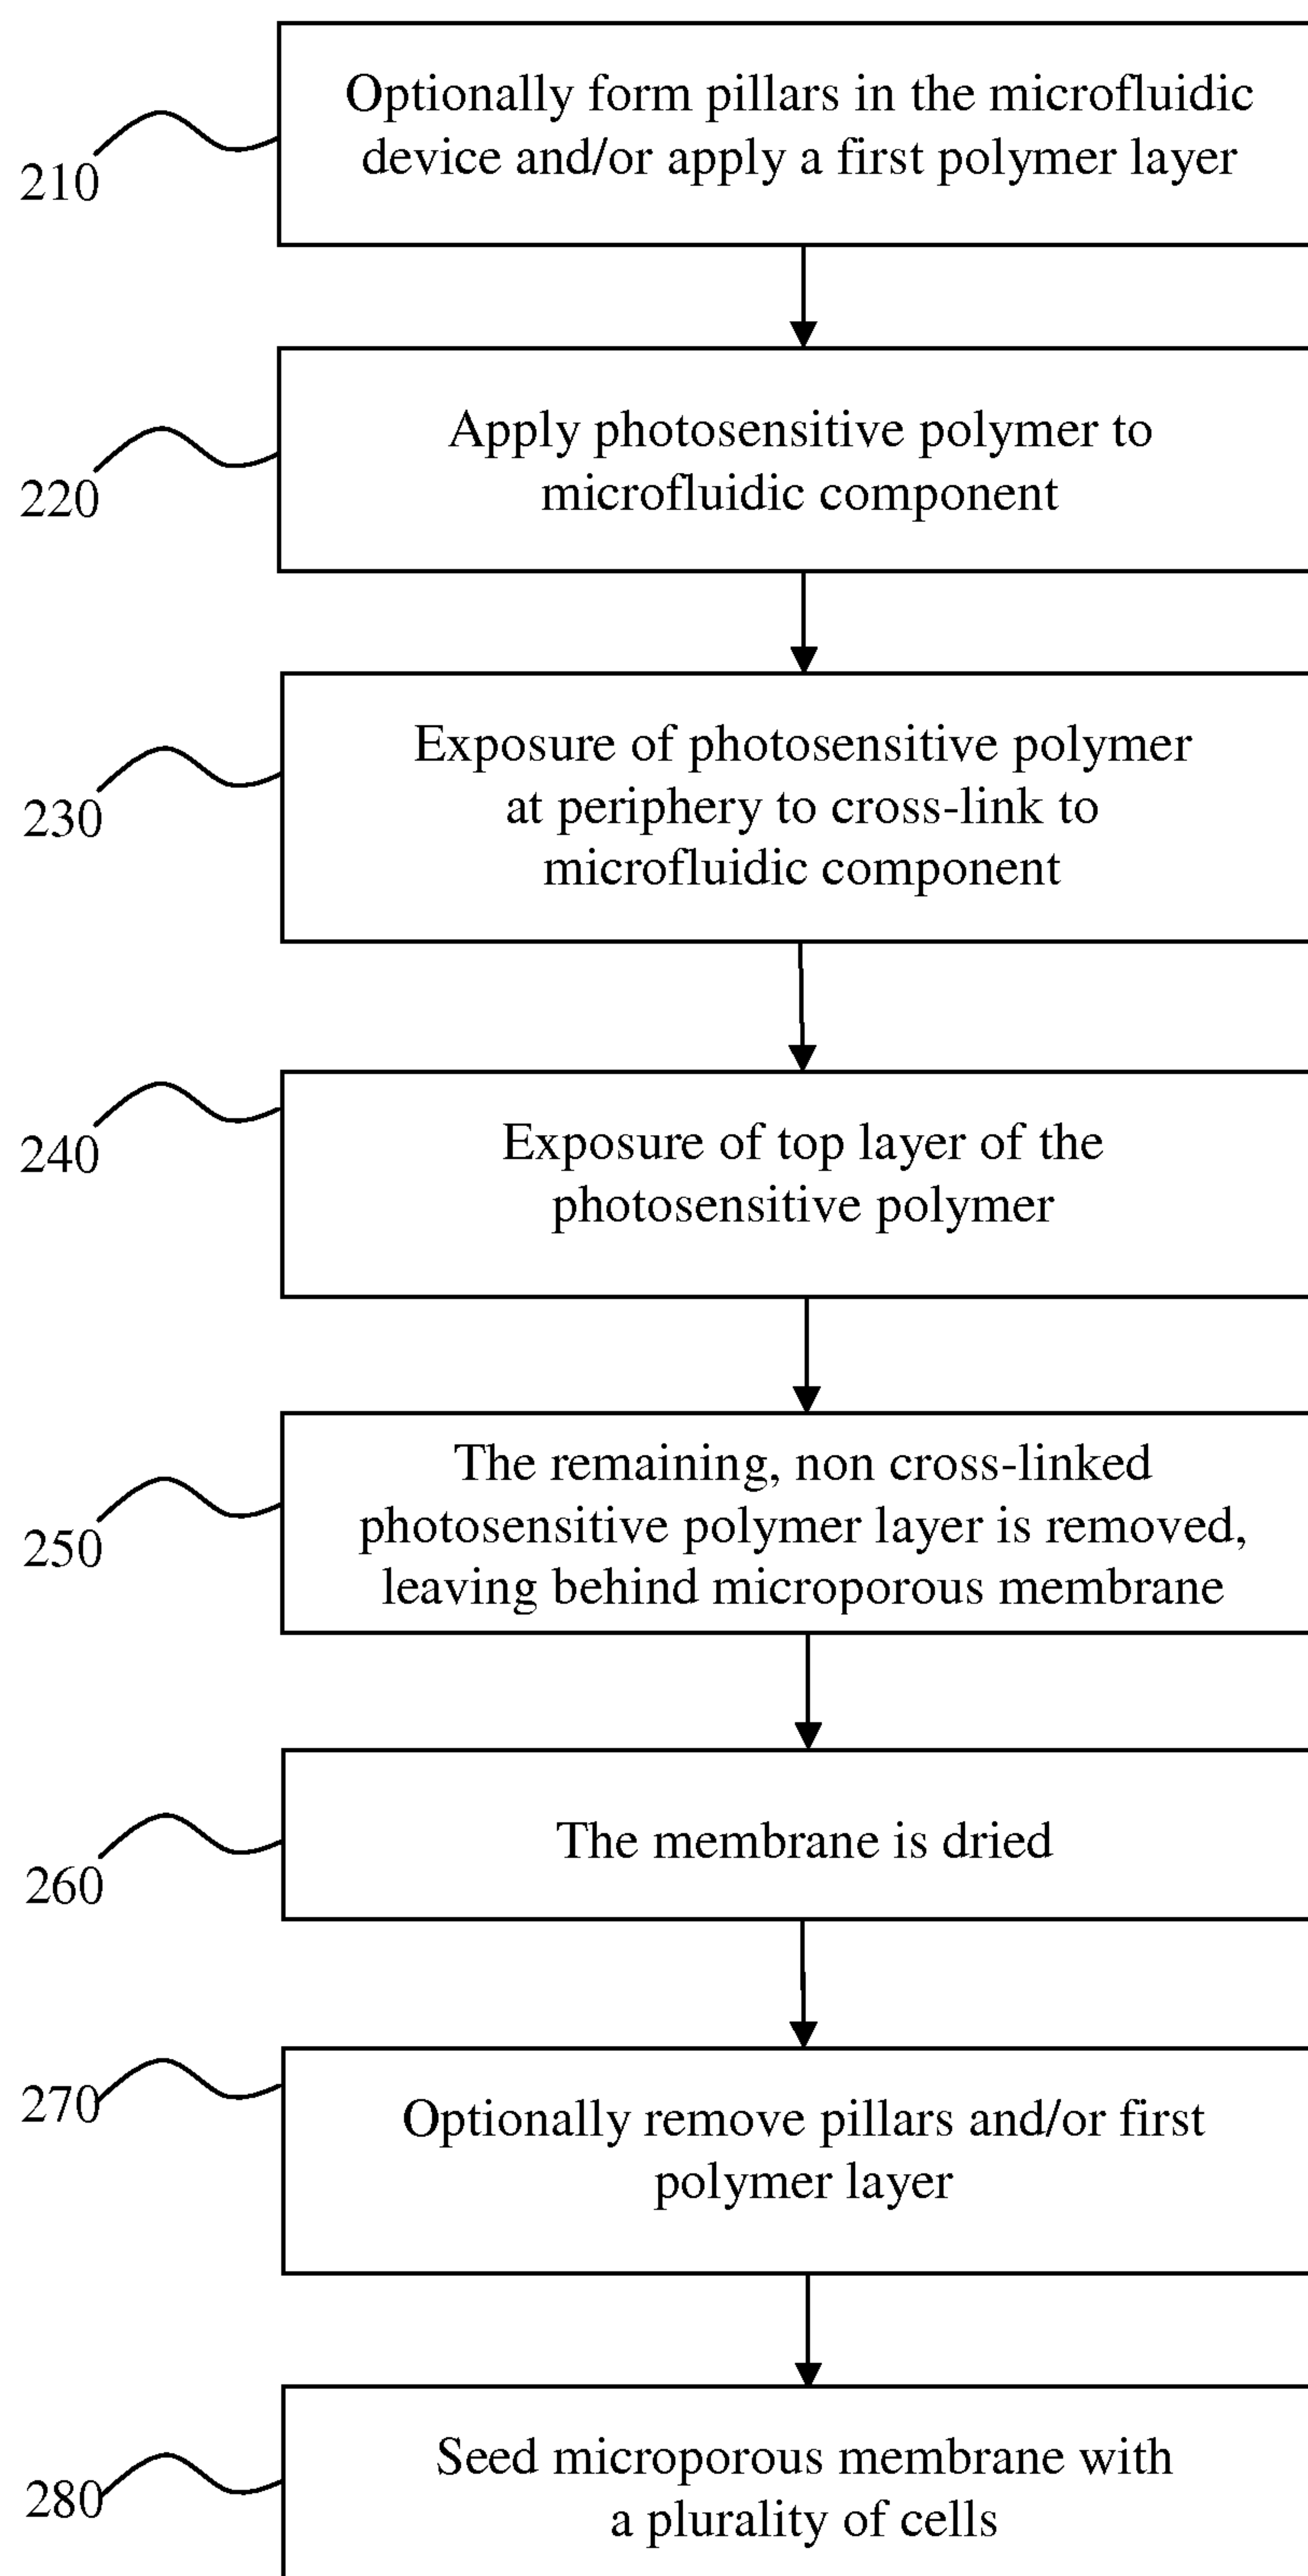 Optionally form pillars in the microfluidic
device and/or apply a first polymer layer
210
Apply photosensitive polymer to
microfluidic component
220
Exposure of photosensitive polymer
at periphery to cross-link to
microfluidic component
230
Exposure of top layer of the
photosensitive polymer
240
The remaining, non cross-linked
photosensitive polymer layer is removed,
leaving behind microporous membrane
250
The membrane is dried
260
Optionally remove pillars and/or first
polymer layer
270
Seed microporous membrane with
a plurality of cells
280